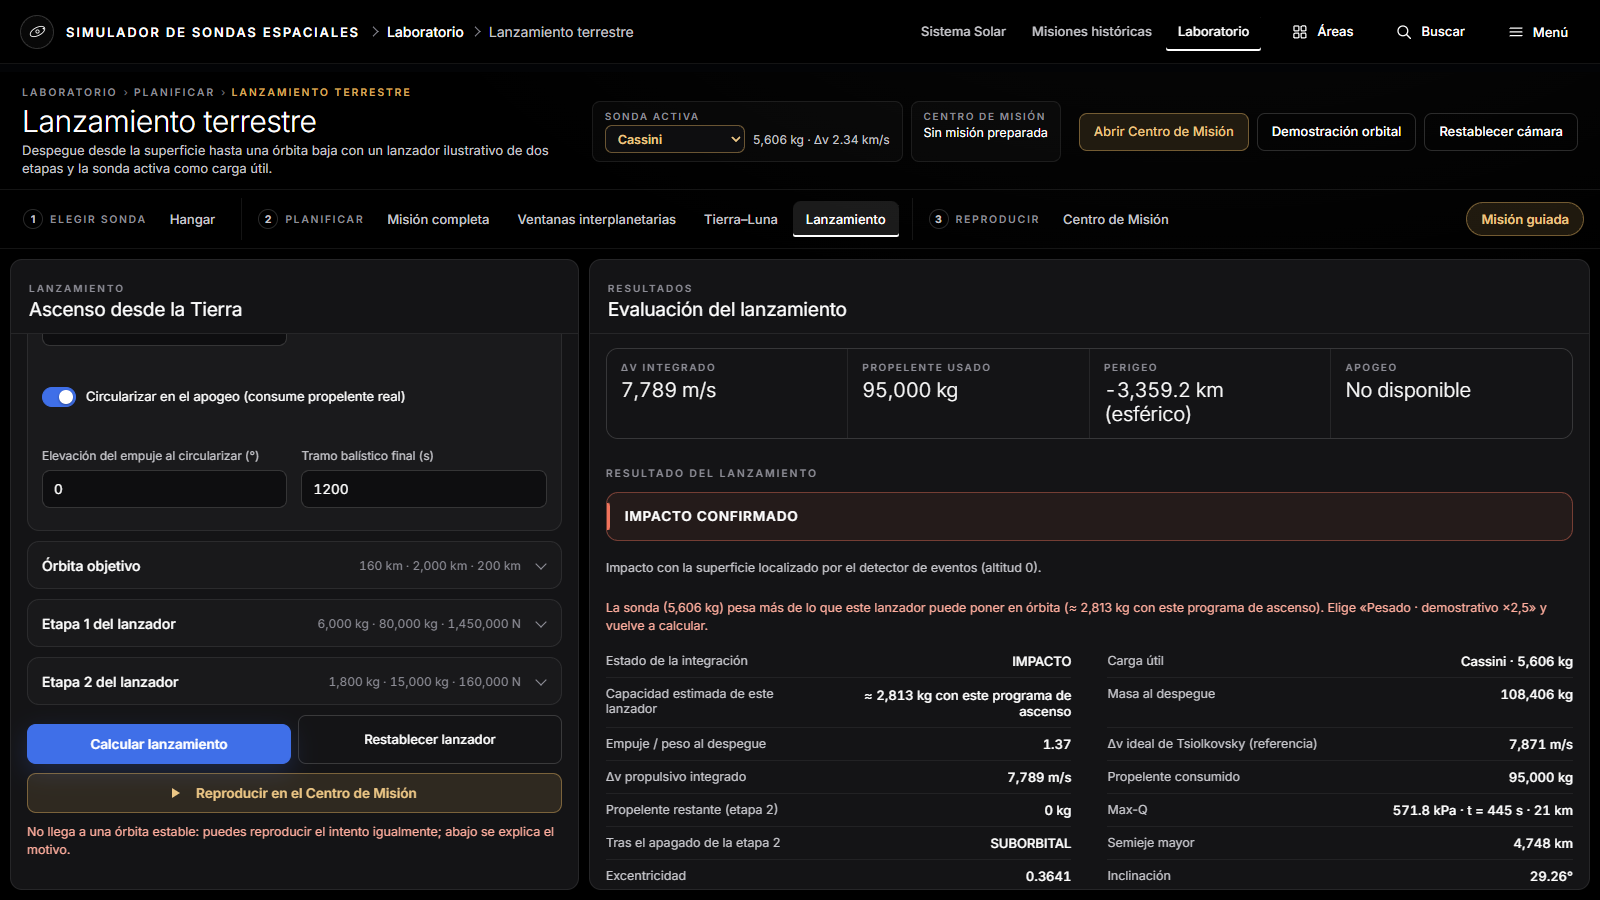 SIMULADOR DE SONDAS ESPACIALES > Laboratorio > Lanzamiento terrestre
Sistema Solar
Misiones históricas
Laboratorio
Áreas
Buscar
Menú
LABORATORIO › PLANIFICAR › LANZAMIENTO TERRESTRE
Lanzamiento terrestre
Despegue desde la superficie hasta una órbita baja con un lanzador ilustrativo de dos
etapas y la sonda activa como carga útil.
SONDA ACTIVA
Cassini
5,606 kg · Δv 2.34 km/s
CENTRO DE MISIÓN
Sin misión preparada
Abrir Centro de Misión
Demostración orbital
Restablecer cámara
1 ELEGIR SONDA
Hangar
2 PLANIFICAR
Misión completa
Ventanas interplanetarias
Tierra–Luna
Lanzamiento
3 REPRODUCIR
Centro de Misión
Misión guiada
LANZAMIENTO
Ascenso desde la Tierra
Circularizar en el apogeo (consume propelente real)
Elevación del empuje al circularizar (°)
0
Tramo balístico final (s)
1200
Órbita objetivo
160 km · 2,000 km · 200 km
Etapa 1 del lanzador
6,000 kg · 80,000 kg · 1,450,000 N
Etapa 2 del lanzador
1,800 kg · 15,000 kg · 160,000 N
Calcular lanzamiento
Restablecer lanzador
Reproducir en el Centro de Misión
No llega a una órbita estable: puedes reproducir el intento igualmente; abajo se explica el
motivo.
RESULTADOS
Evaluación del lanzamiento
ΔV INTEGRADO
7,789 m/s
PROPELENTE USADO
95,000 kg
PERIGEO
-3,359.2 km
(esférico)
APOGEO
No disponible
RESULTADO DEL LANZAMIENTO
IMPACTO CONFIRMADO
Impacto con la superficie localizado por el detector de eventos (altitud 0).
La sonda (5,606 kg) pesa más de lo que este lanzador puede poner en órbita (≈ 2,813 kg con este programa de ascenso). Elige «Pesado · demostrativo ×2,5» y
vuelve a calcular.
Estado de la integración
IMPACTO
Carga útil
Cassini · 5,606 kg
Capacidad estimada de este
lanzador
≈ 2,813 kg con este programa de
ascenso
Masa al despegue
108,406 kg
Empuje / peso al despegue
1.37
Δv ideal de Tsiolkovsky (referencia)
7,871 m/s
Δv propulsivo integrado
7,789 m/s
Propelente consumido
95,000 kg
Propelente restante (etapa 2)
0 kg
Max-Q
571.8 kPa · t = 445 s · 21 km
Tras el apagado de la etapa 2
SUBORBITAL
Semieje mayor
4,748 km
Excentricidad
0.3641
Inclinación
29.26°